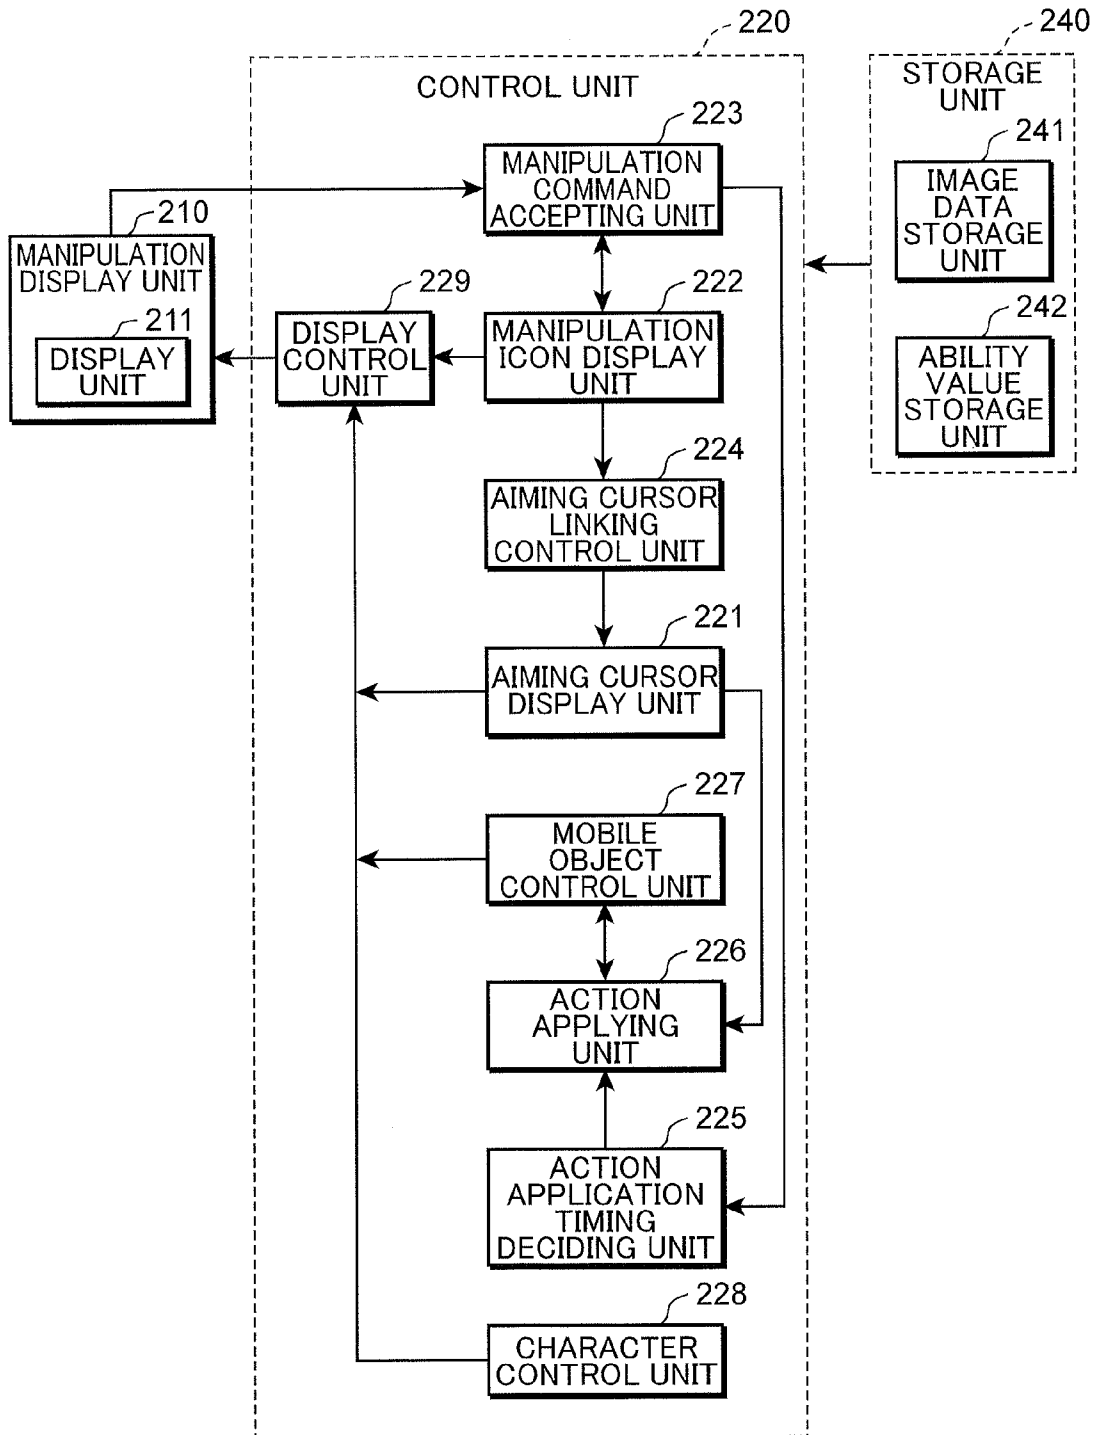 220
240
CONTROL UNIT
STORAGE
UNIT
223
241
MANIPULATION
COMMAND
ACCEPTING UNIT
IMAGE
DATA
STORAGE
UNIT
210
MANIPULATION
DISPLAY UNIT
211
DISPLAY
UNIT
229
DISPLAY
CONTROL
UNIT
222
MANIPULATION
ICON DISPLAY
UNIT
242
ABILITY
VALUE
STORAGE
UNIT
224
AIMING CURSOR
LINKING
CONTROL UNIT
221
AIMING CURSOR
DISPLAY UNIT
227
MOBILE
OBJECT
CONTROL UNIT
226
ACTION
APPLYING
UNIT
225
ACTION
APPLICATION
TIMING
DECIDING UNIT
228
CHARACTER
CONTROL UNIT